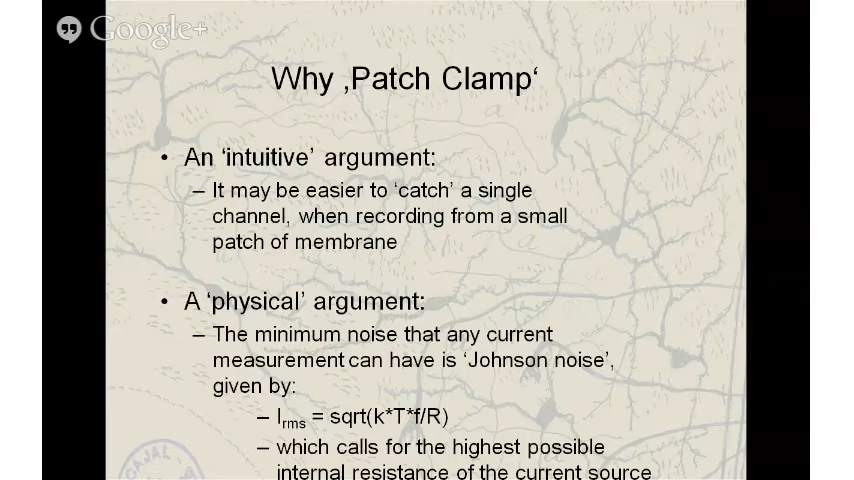 Google+
Why ‚Patch Clamp‘
• An ‘intuitive’ argument:
– It may be easier to ‘catch’ a single
channel, when recording from a small
patch of membrane
• A ‘physical’ argument:
– The minimum noise that any current
measurement can have is ‘Johnson noise’,
given by:
– Irms = sqrt(k*T*f/R)
– which calls for the highest possible
internal resistance of the current source
CAJAL